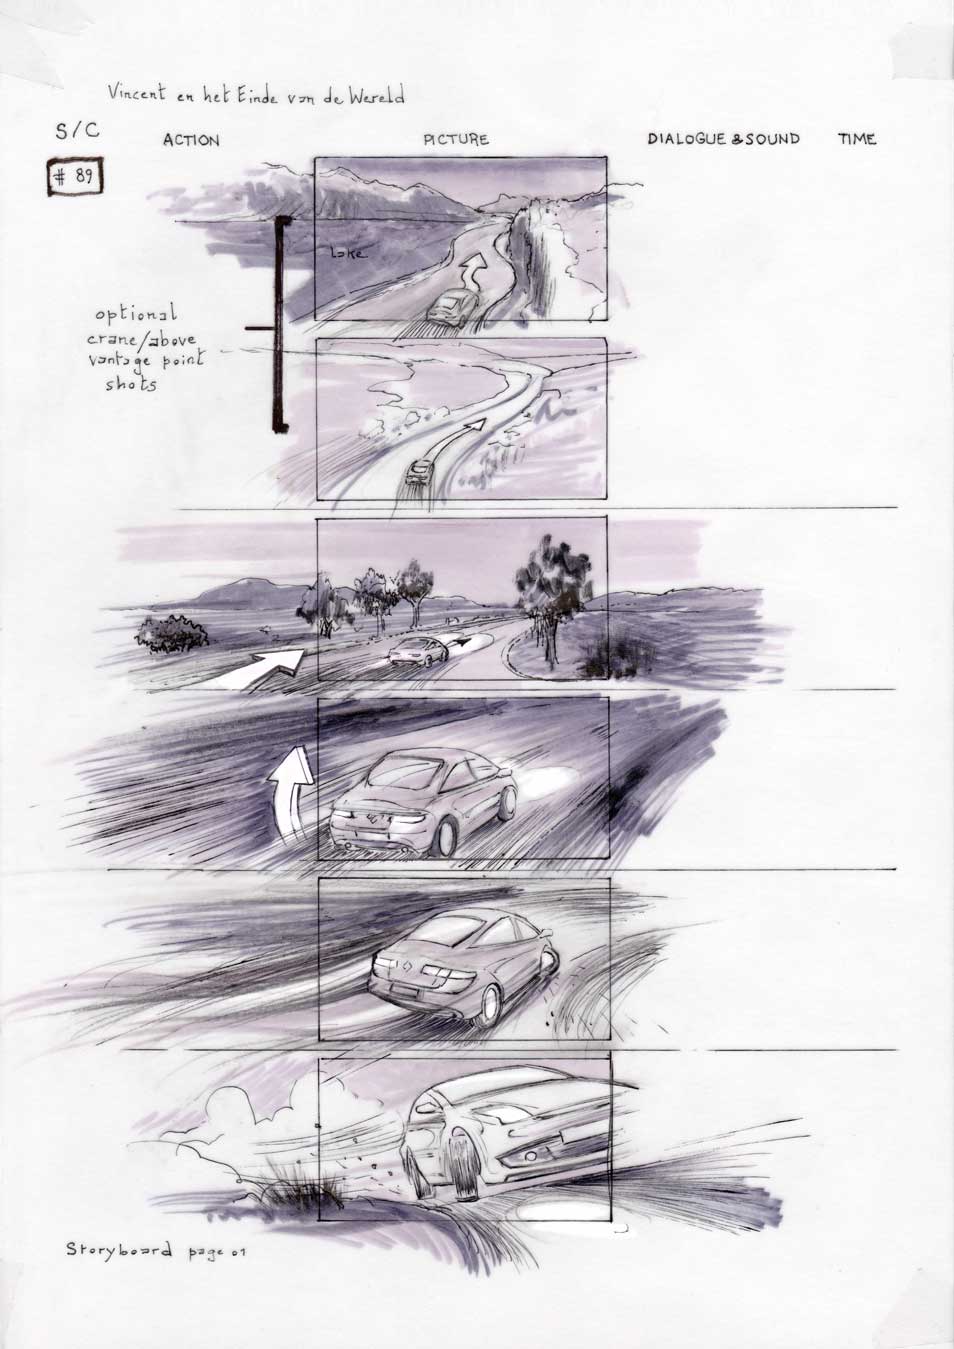 Vincent en het Einde van de Wereld
S/C
ACTION
PICTURE
DIALOGUE & SOUND
TIME
# 89
Lake
optional
crane/above
vantage point
shots
Storyboard page 01